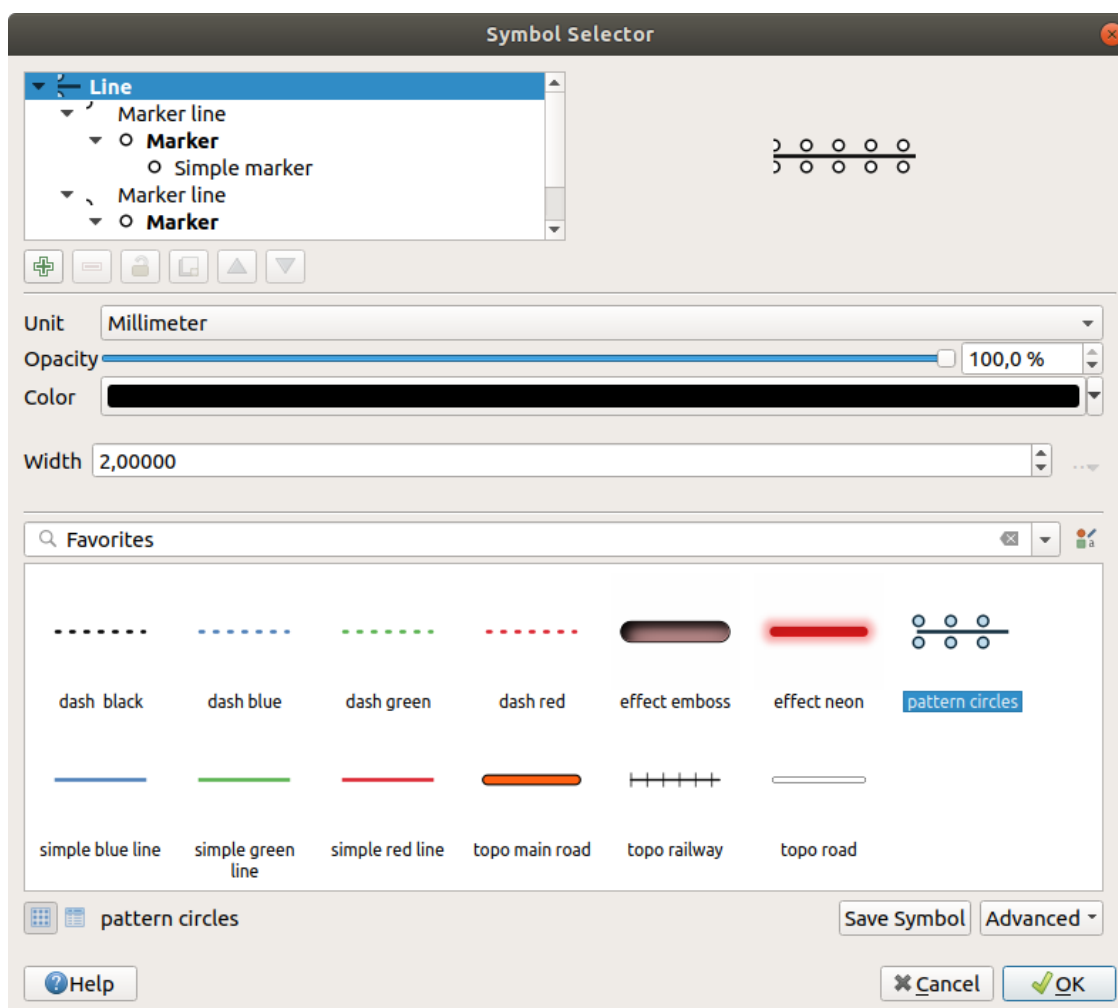 Symbol Selector
Line
Marker line
Marker
Simple marker
Marker line
Marker
Unit Millimeter
Opacity 100,0 %
Color
Width 2,00000
Favorites
dash  black dash blue dash green dash red effect emboss effect neon pattern circles
simple blue line simple green line simple red line topo main road topo railway topo road
pattern circles Save Symbol Advanced
Help Cancel OK